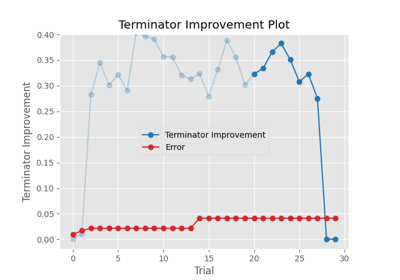 Terminator Improvement Plot
Terminator Improvement
0.40
0.35
0.30
0.25
0.20
0.15
0.10
0.05
0.00
Terminator Improvement
Error
0 5 10 15 20 25 30
Trial